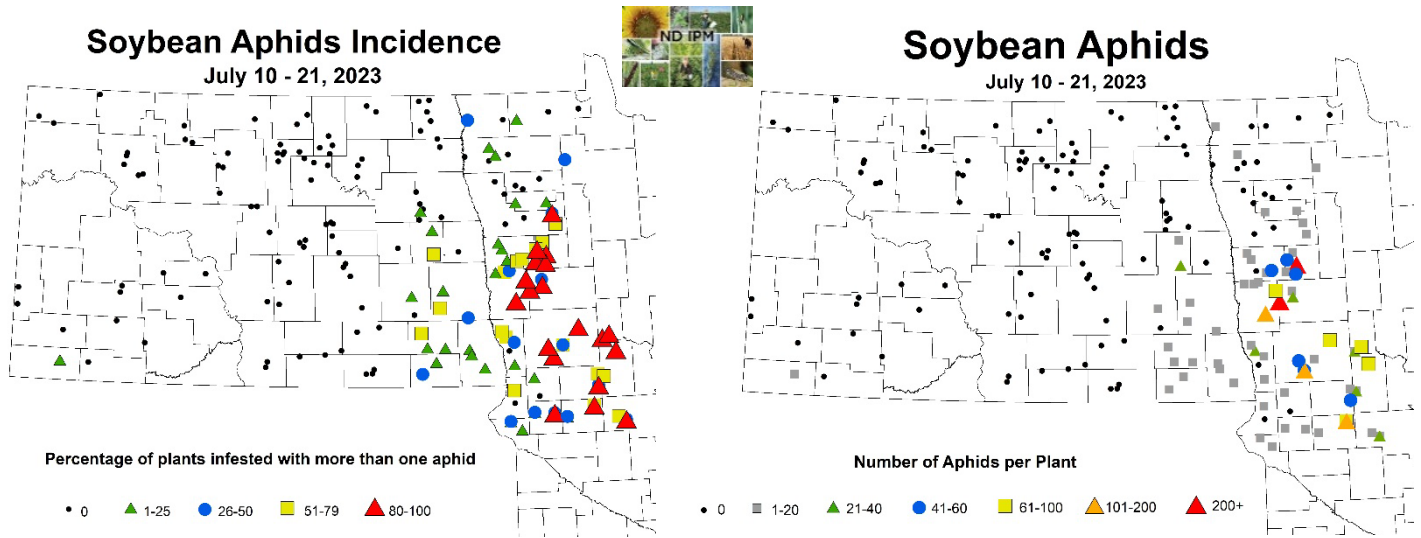 Soybean Aphids Incidence
July 10 - 21, 2023
Percentage of plants infested with more than one aphid
0 1-25 26-50 51-79 80-100
ND IPM
Soybean Aphids
July 10 - 21, 2023
Number of Aphids per Plant
0 1-20 21-40 41-60 61-100 101-200 200+